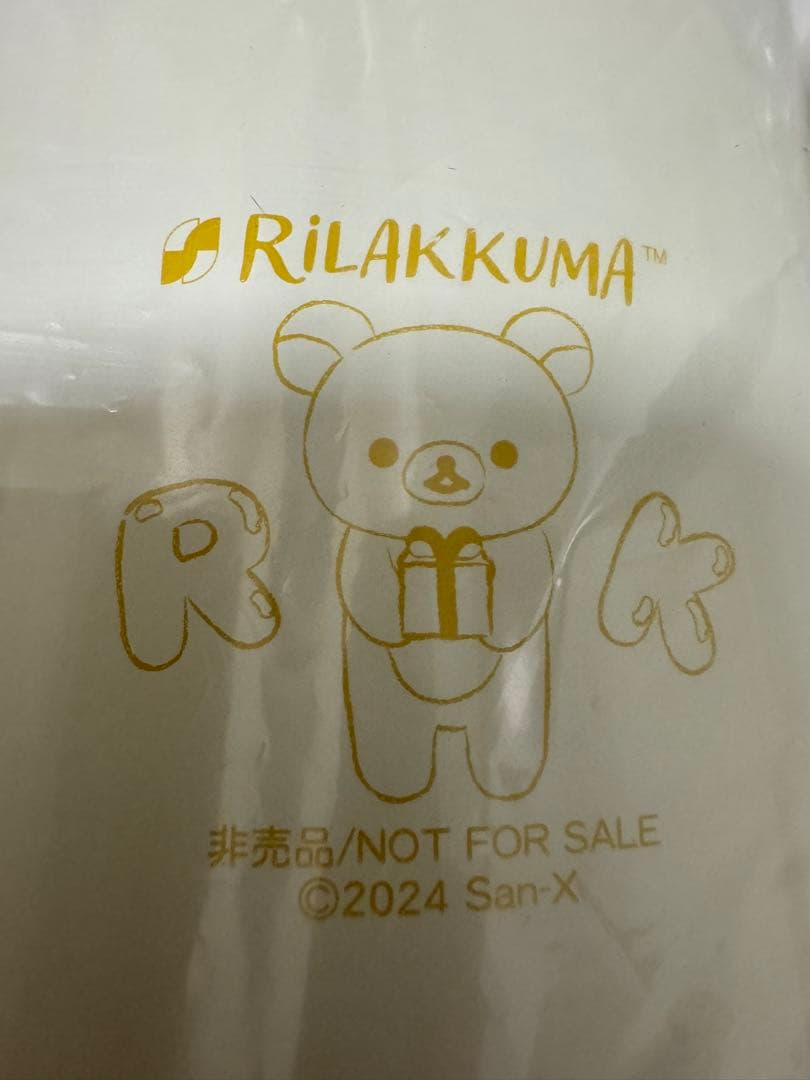 RiLAKKUMA™
R K
非売品/NOT FOR SALE
©2024 San-X